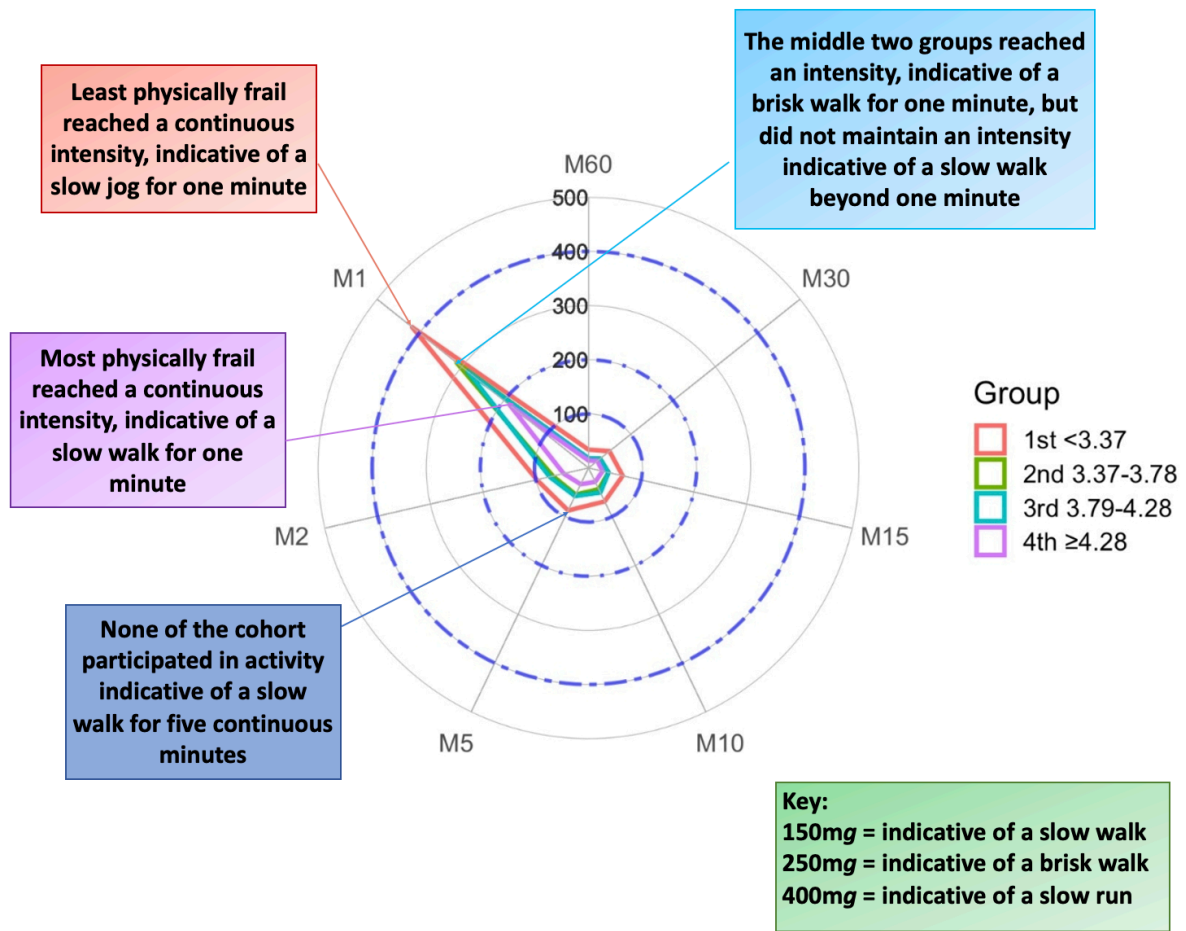 Least physically frail
reached a continuous
intensity, indicative of a
slow jog for one minute
The middle two groups reached
an intensity, indicative of a
brisk walk for one minute, but
did not maintain an intensity
indicative of a slow walk
beyond one minute
Most physically frail
reached a continuous
intensity, indicative of a
slow walk for one
minute
None of the cohort
participated in activity
indicative of a slow
walk for five continuous
minutes
M60
500
400
300
200
100
M1
M30
M2
M15
M5
M10
Group
1st <3.37
2nd 3.37-3.78
3rd 3.79-4.28
4th ≥4.28
Key:
150mg = indicative of a slow walk
250mg = indicative of a brisk walk
400mg = indicative of a slow run